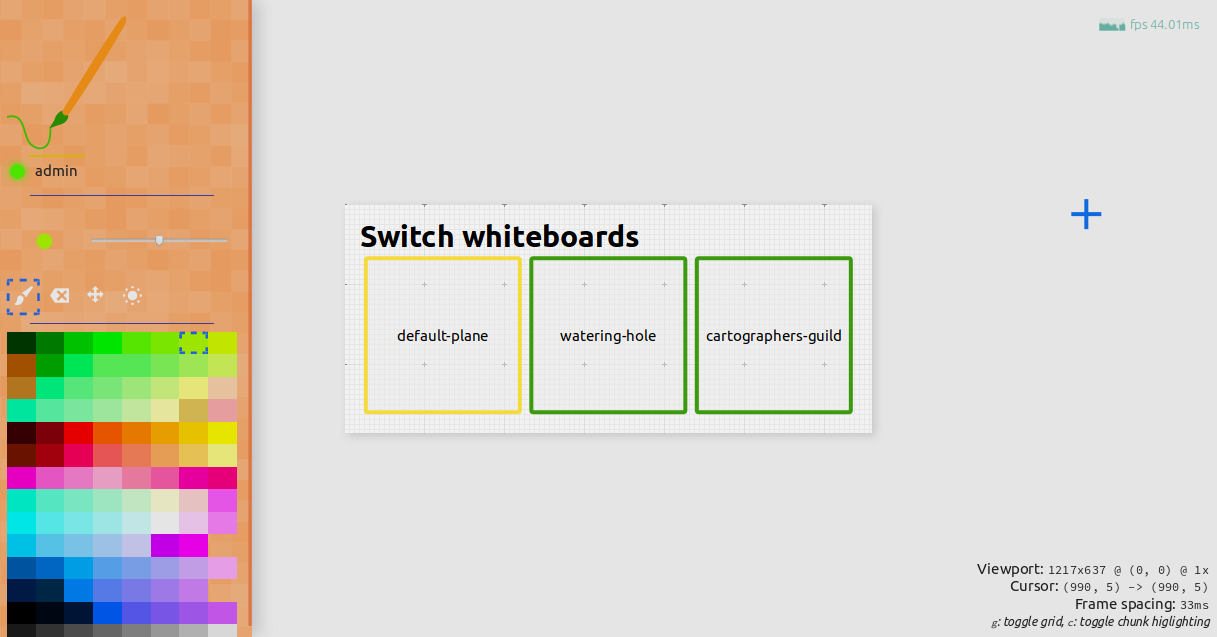 fps 44.01ms
admin
Switch whiteboards
default-plane
watering-hole
cartographers-guild
Viewport: 1217x637 @ (0, 0) @ 1x
Cursor: (990, 5) -> (990, 5)
Frame spacing: 33ms
g: toggle grid, c: toggle chunk higlighting